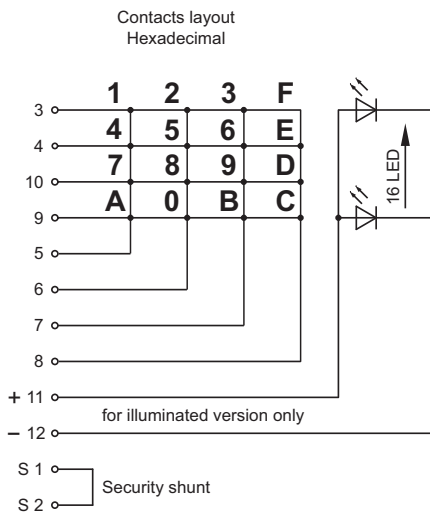 Contacts layout
Hexadecimal
1 2 3 F
3
4 5 6 E
4
7 8 9 D
10
A 0 B C
9
16 LED
5
6
7
8
+ 11
for illuminated version only
− 12
S 1
Security shunt
S 2